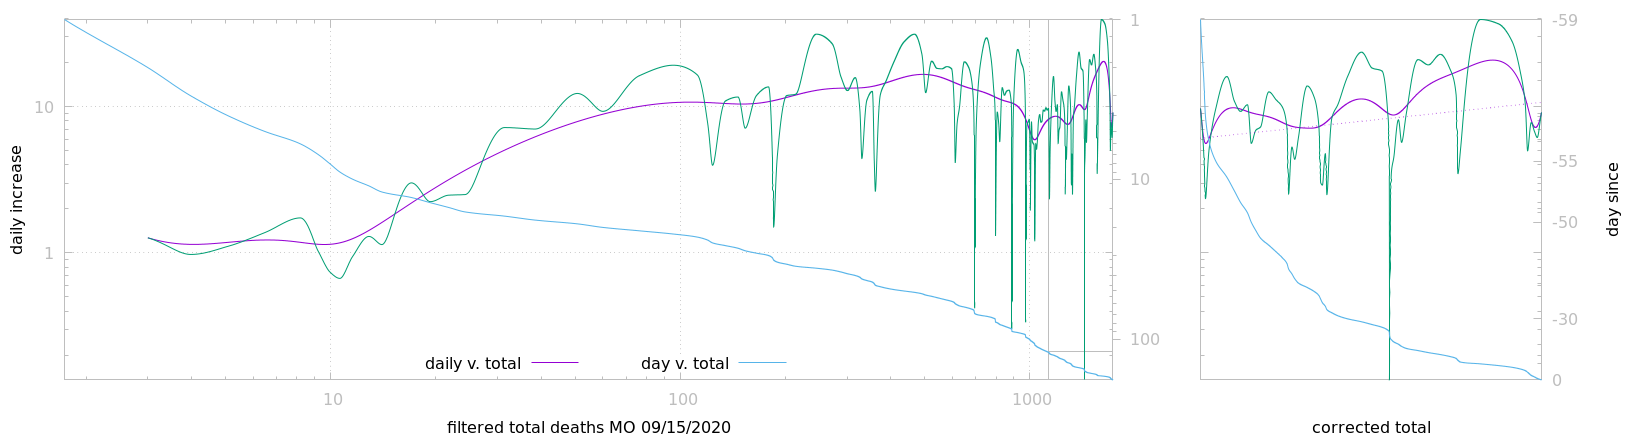 1
-59
10
daily increase
-55
10
day since
-50
1
-30
100
daily v. total
day v. total
0
10
100
1000
filtered total deaths MO 09/15/2020
corrected total